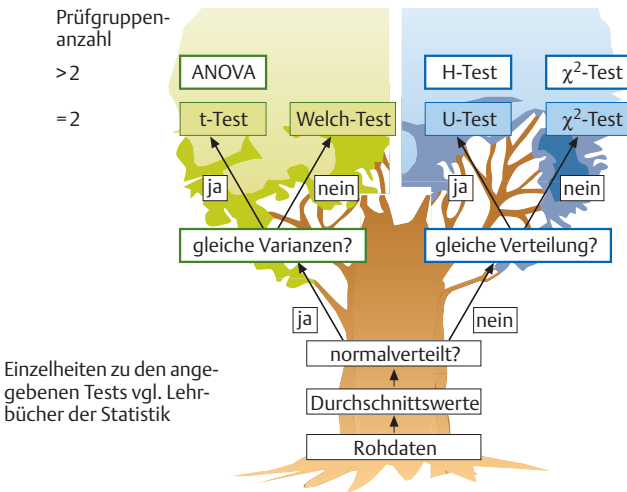 Prüfgruppen-
anzahl
>2 ANOVA H-Test χ²-Test
=2 t-Test Welch-Test U-Test χ²-Test
ja nein ja nein
gleiche Varianzen? gleiche Verteilung?
ja nein
normalverteilt?
Einzelheiten zu den ange-
gebenen Tests vgl. Lehr-
bücher der Statistik
Durchschnittswerte
Rohdaten